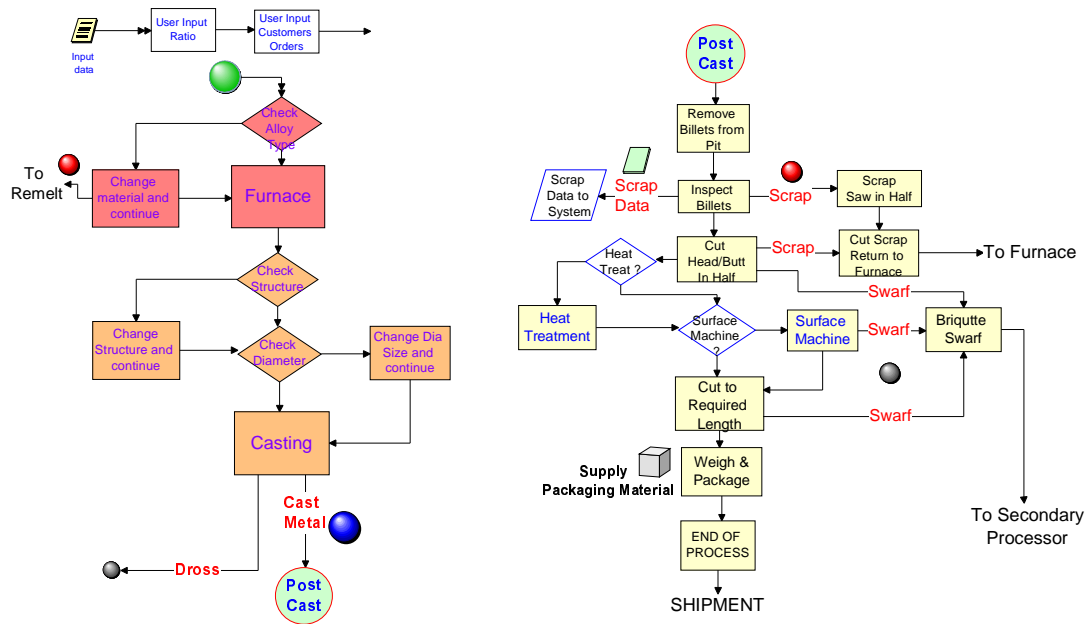 User Input
Ratio
User Input
Customers
Orders
Input
data
Check
Alloy
Type
To
Remelt
Change
material and
continue
Furnace
Check
Structure
Change
Structure and
continue
Check
Diameter
Change Dia
Size and
continue
Casting
Cast
Metal
Dross
Post
Cast
Post
Cast
Remove
Billets from
Pit
Scrap
Data to
System
Scrap
Data
Inspect
Billets
Scrap
Scrap
Saw in Half
Heat
Treat ?
Cut
Head/Butt
In Half
Scrap
Cut Scrap
Return to
Furnace
To Furnace
Swarf
Heat
Treatment
Surface
Machine
?
Surface
Machine
Swarf
Briqutte
Swarf
Cut to
Required
Length
Swarf
Supply
Packaging Material
Weigh &
Package
To Secondary
Processor
END OF
PROCESS
SHIPMENT